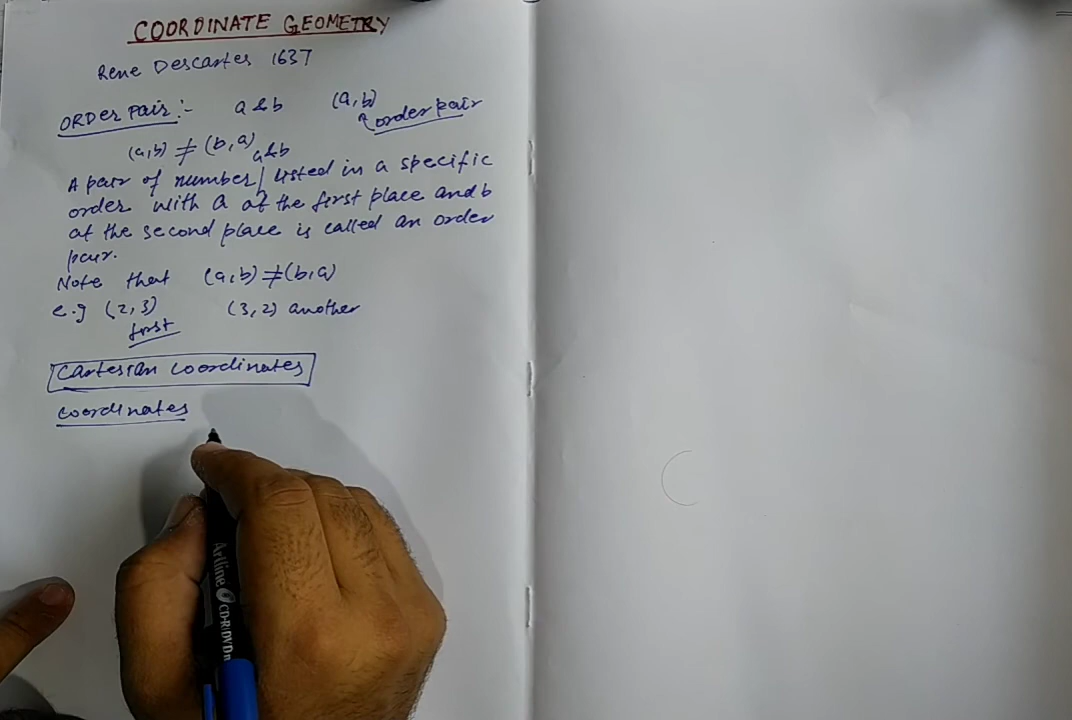 COORDINATE GEOMETRY
Rene Descartes 1637
ORDER PAIR :- a & b (a,b)
order pair
(a,b) ≠ (b,a)
a & b
A pair of number / listed in a specific
order with a at the first place and b
at the second place is called an order
pair.
Note that (a,b) ≠ (b,a)
e.g (2,3) (3,2) another
first
Cartesian coordinates
coordinates
Artline CD-R/DVD